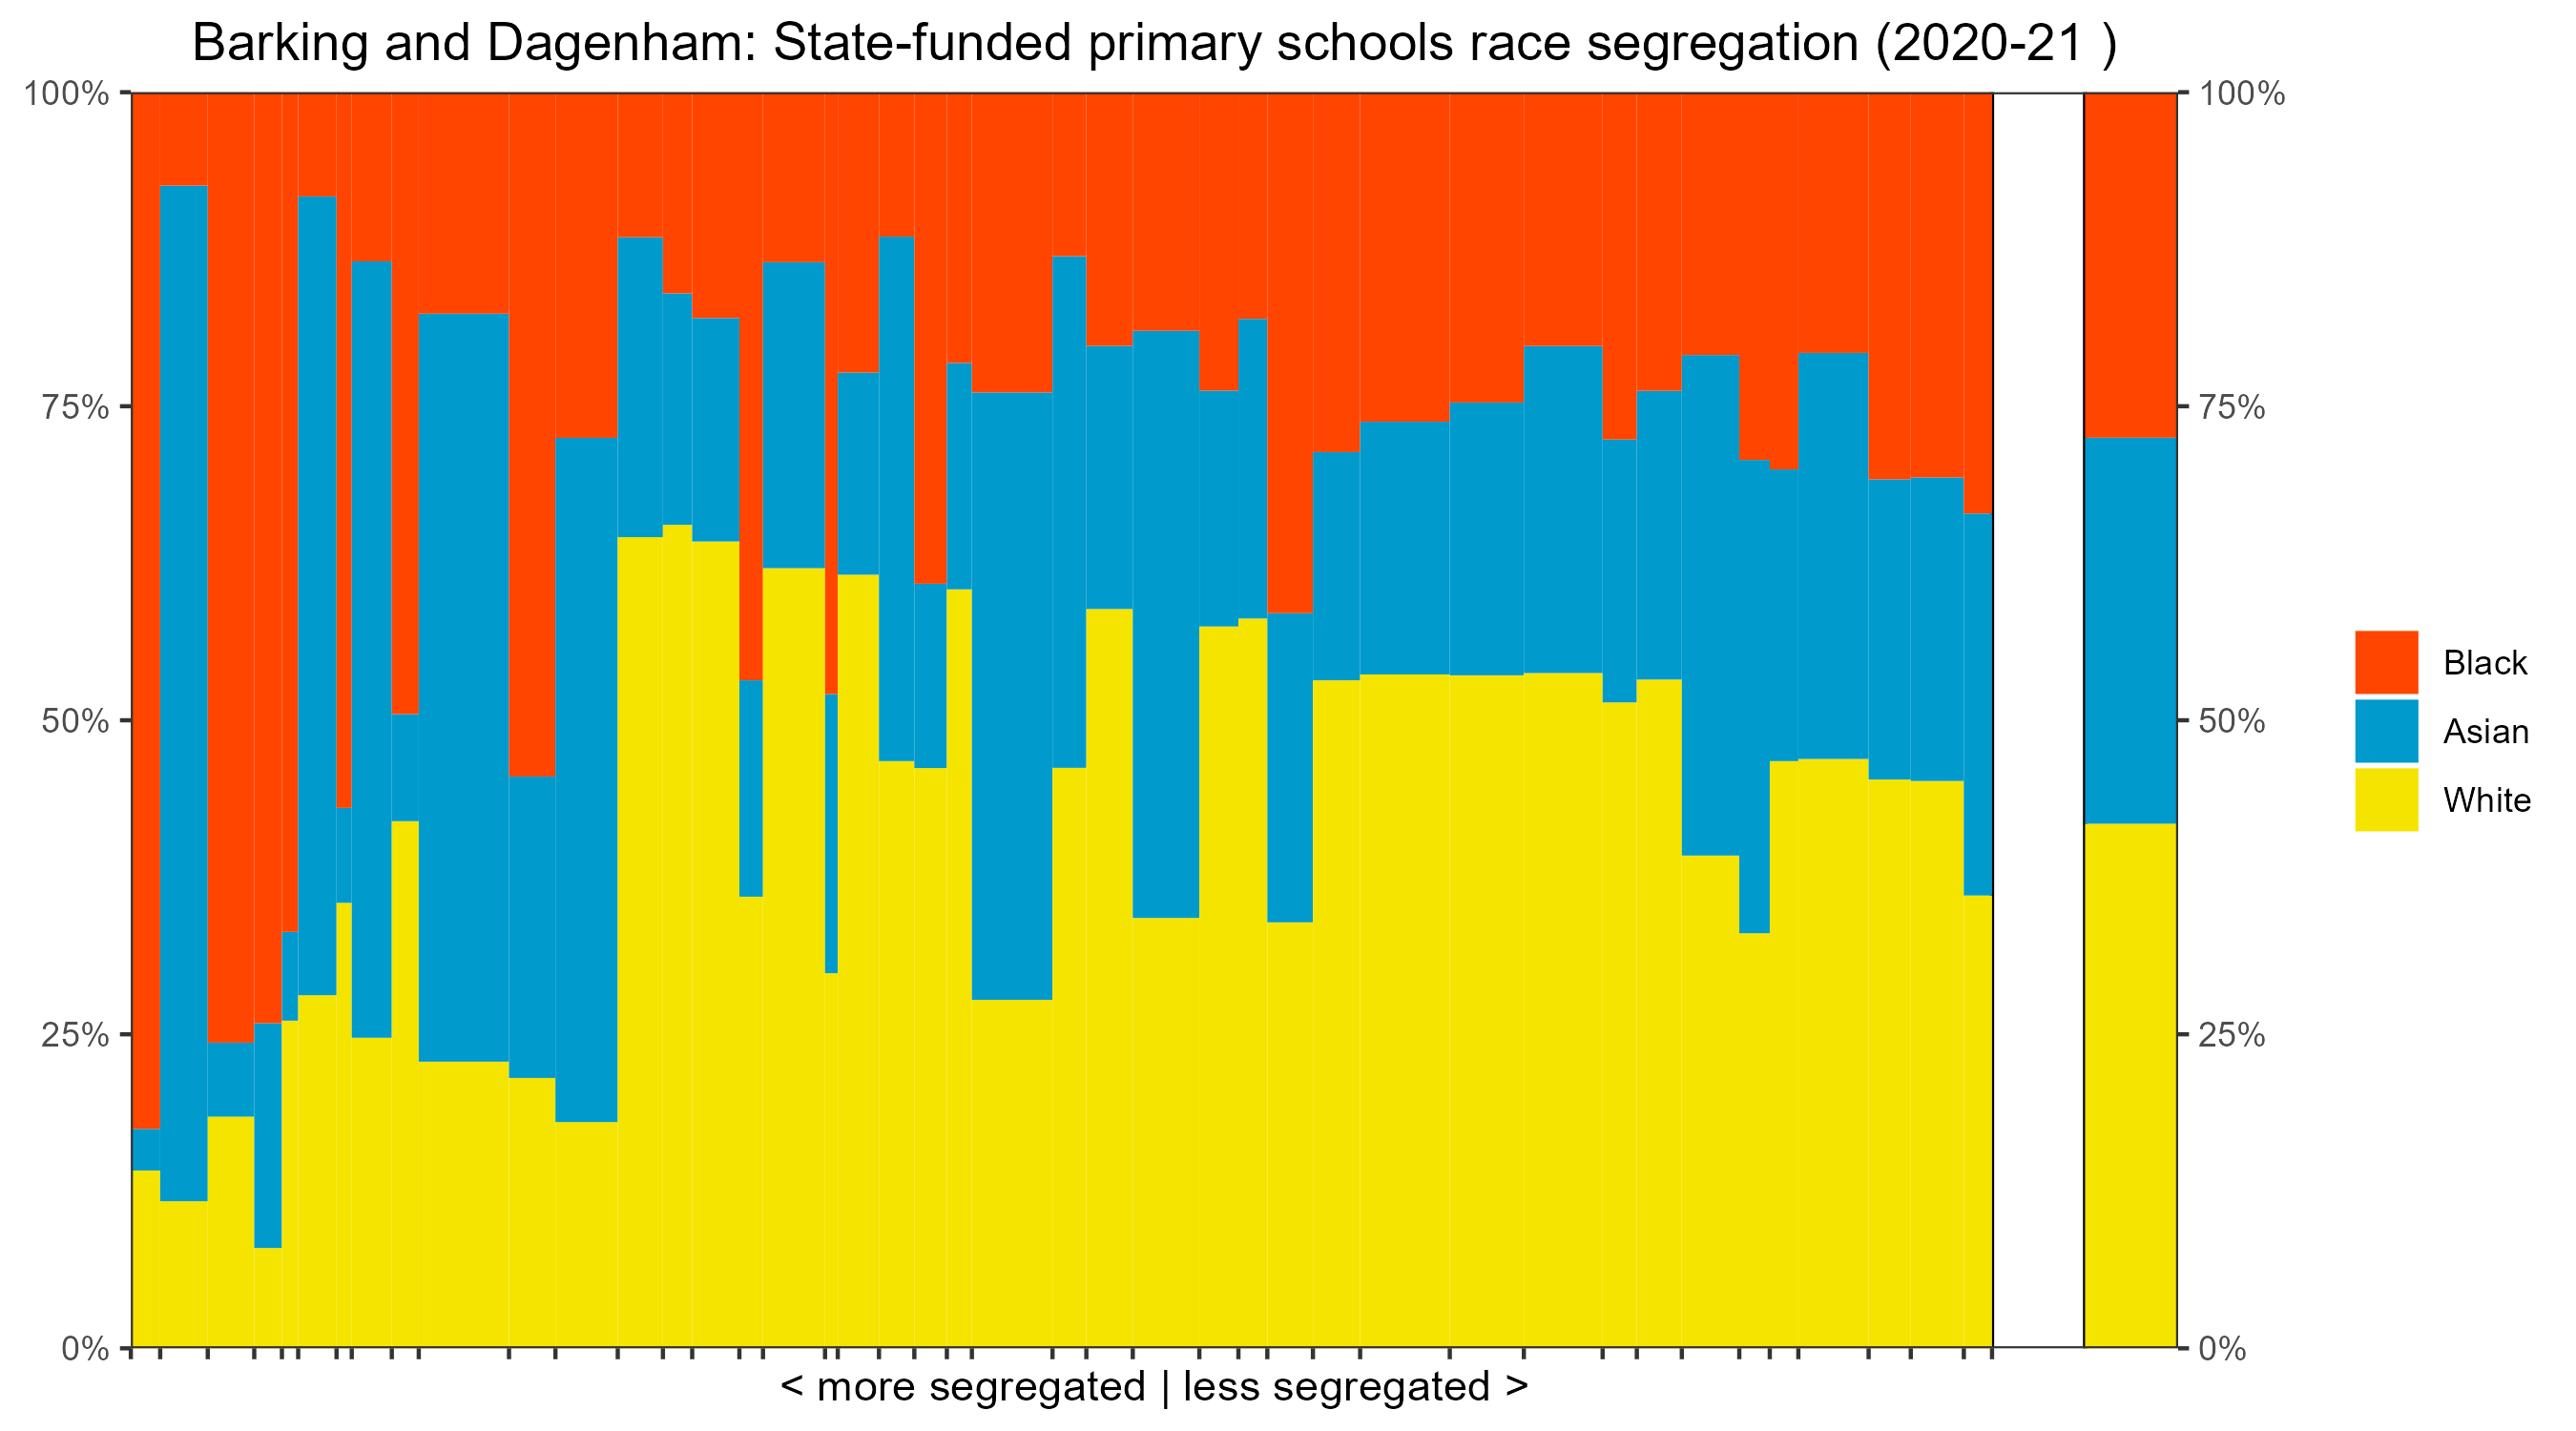 Barking and Dagenham: State-funded primary schools race segregation (2020-21 )
100%
75%
50%
25%
0%
100%
75%
50%
25%
0%
Black
Asian
White
< more segregated | less segregated >